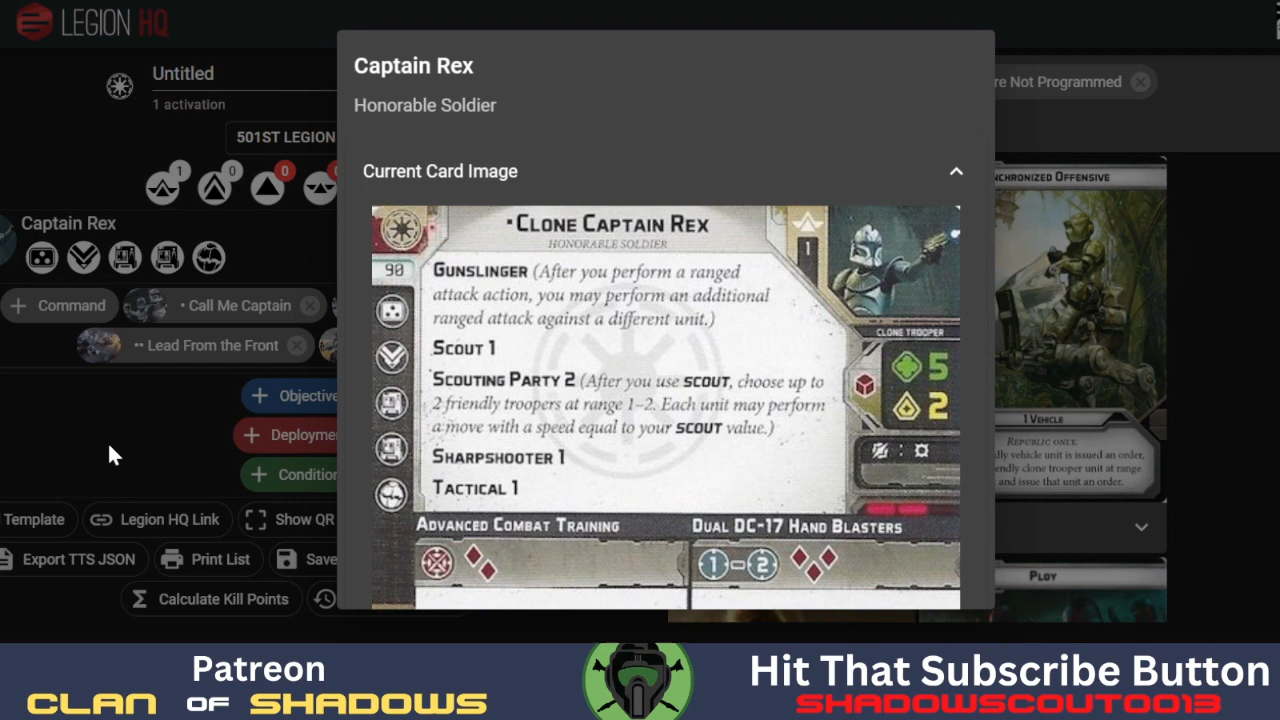 LEGION HQ
Untitled
1 activation
501ST LEGION
1
0
0
Captain Rex
+ Command
• Call Me Captain
•• Lead From the Front
+ Objective
+ Deployme
+ Conditio
Template
Legion HQ Link
Show QR
Export TTS JSON
Print List
Save
Calculate Kill Points
Captain Rex
Honorable Soldier
Current Card Image
•CLONE CAPTAIN REX
HONORABLE SOLDIER
90
1
GUNSLINGER (After you perform a ranged
attack action, you may perform an additional
ranged attack against a different unit.)
SCOUT 1
SCOUTING PARTY 2 (After you use SCOUT, choose up to
2 friendly troopers at range 1–2. Each unit may perform
a move with a speed equal to your SCOUT value.)
SHARPSHOOTER 1
TACTICAL 1
CLONE TROOPER
5
2
:
ADVANCED COMBAT TRAINING
DUAL DC-17 HAND BLASTERS
1 – 2
re Not Programmed
NCHRONIZED OFFENSIVE
1 VEHICLE
REPUBLIC ONLY.
dly vehicle unit is issued an order,
endly clone trooper unit at range
and issue that unit an order.
PLOY
Patreon
CLAN OF SHADOWS
Hit That Subscribe Button
SHADOWSCOUT0013